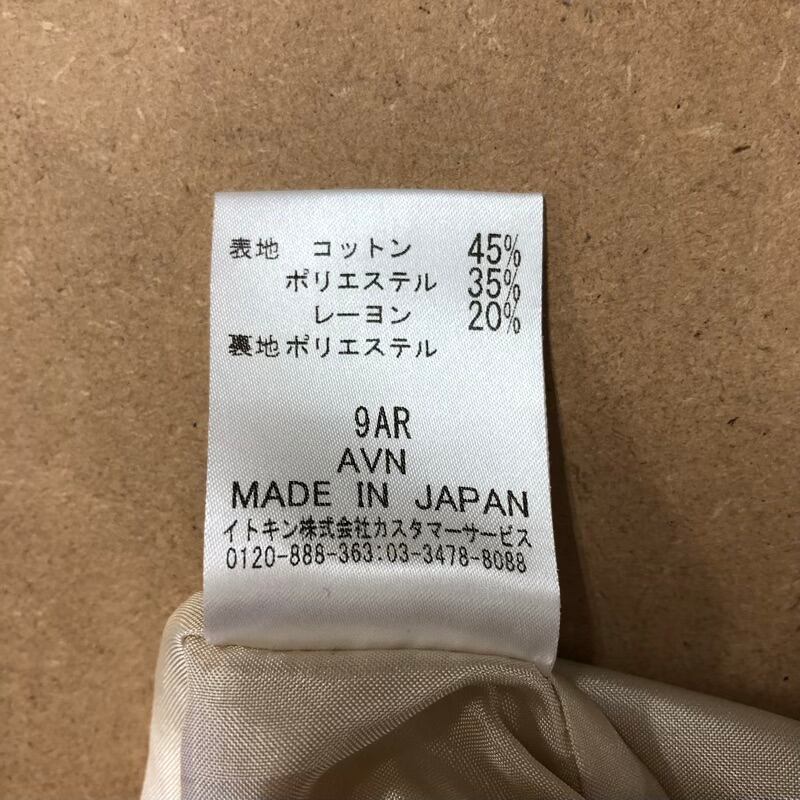 表地 コットン 45%
ポリエステル 35%
レーヨン 20%
裏地 ポリエステル
9AR
AVN
MADE IN JAPAN
イトキン株式会社カスタマーサービス
0120-888-363:03-3478-8088